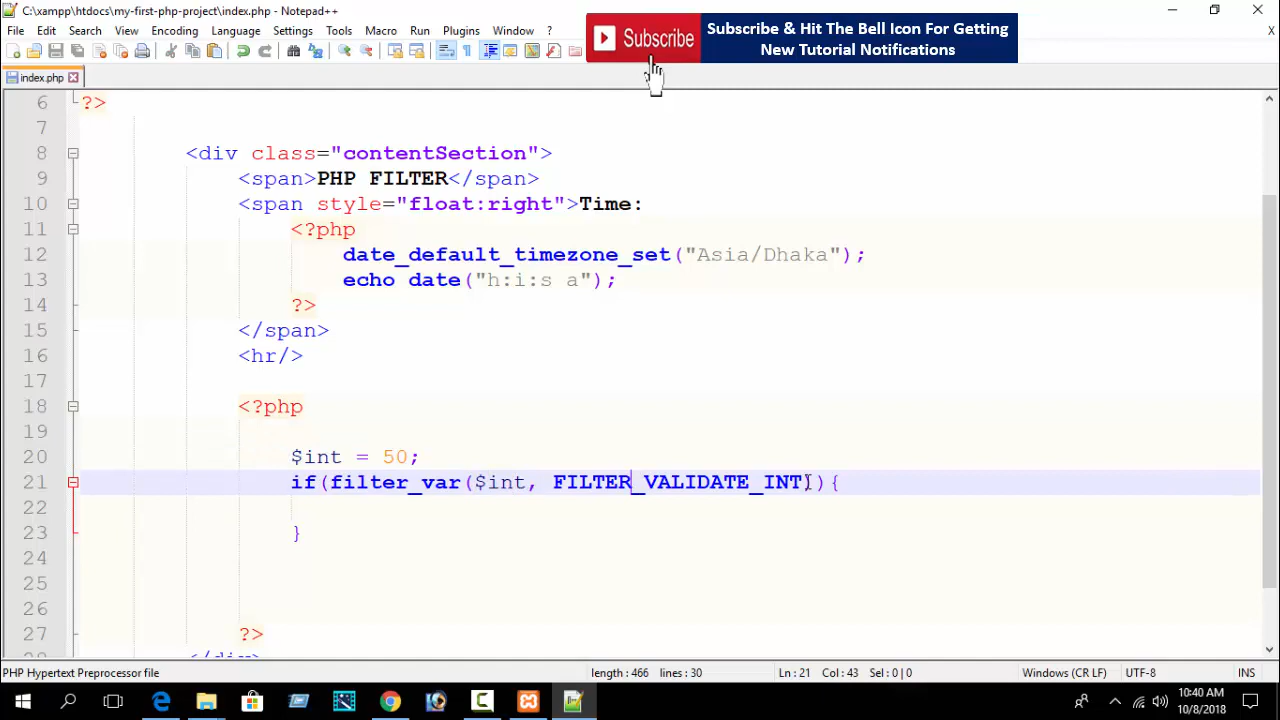 C:\xampp\htdocs\my-first-php-project\index.php - Notepad++
File Edit Search View Encoding Language Settings Tools Macro Run Plugins Window ? X
Subscribe
Subscribe & Hit The Bell Icon For Getting
New Tutorial Notifications
index.php
6 ?>
7
8 <div class="contentSection">
9 <span>PHP FILTER</span>
10 <span style="float:right">Time:
11 <?php
12 date_default_timezone_set("Asia/Dhaka");
13 echo date("h:i:s a");
14 ?>
15 </span>
16 <hr/>
17
18 <?php
19
20 $int = 50;
21 if(filter_var($int, FILTER_VALIDATE_INT)){
22
23 }
24
25
26
27 ?>
</div>
PHP Hypertext Preprocessor file length : 466 lines : 30 Ln : 21 Col : 43 Sel : 0 | 0 Windows (CR LF) UTF-8 INS
10:40 AM
10/8/2018